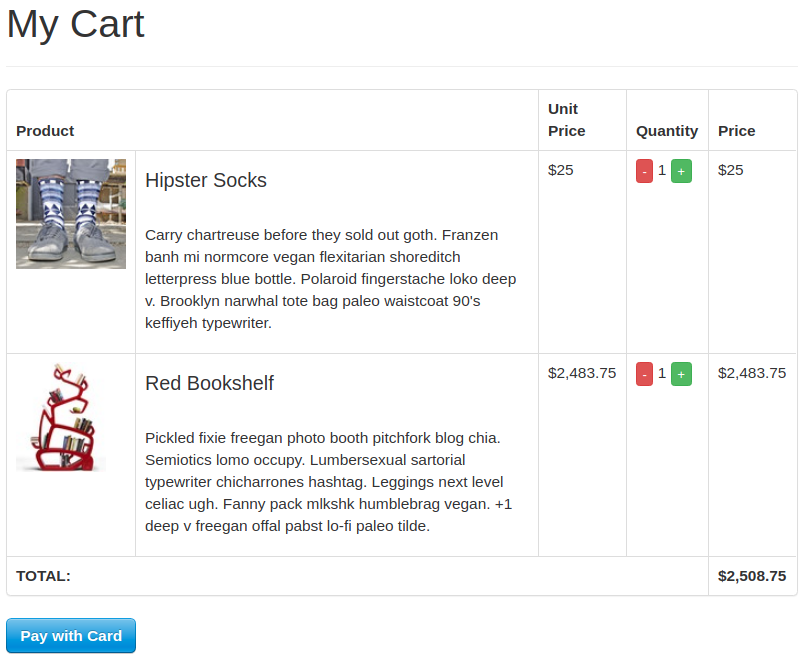 My Cart
Product
Unit
Price
Quantity
Price
Hipster Socks
$25
- 1 +
$25
Carry chartreuse before they sold out goth. Franzen
banh mi normcore vegan flexitarian shoreditch
letterpress blue bottle. Polaroid fingerstache loko deep
v. Brooklyn narwhal tote bag paleo waistcoat 90's
keffiyeh typewriter.
Red Bookshelf
$2,483.75
- 1 +
$2,483.75
Pickled fixie freegan photo booth pitchfork blog chia.
Semiotics lomo occupy. Lumbersexual sartorial
typewriter chicharrones hashtag. Leggings next level
celiac ugh. Fanny pack mlkshk humblebrag vegan. +1
deep v freegan offal pabst lo-fi paleo tilde.
TOTAL:
$2,508.75
Pay with Card